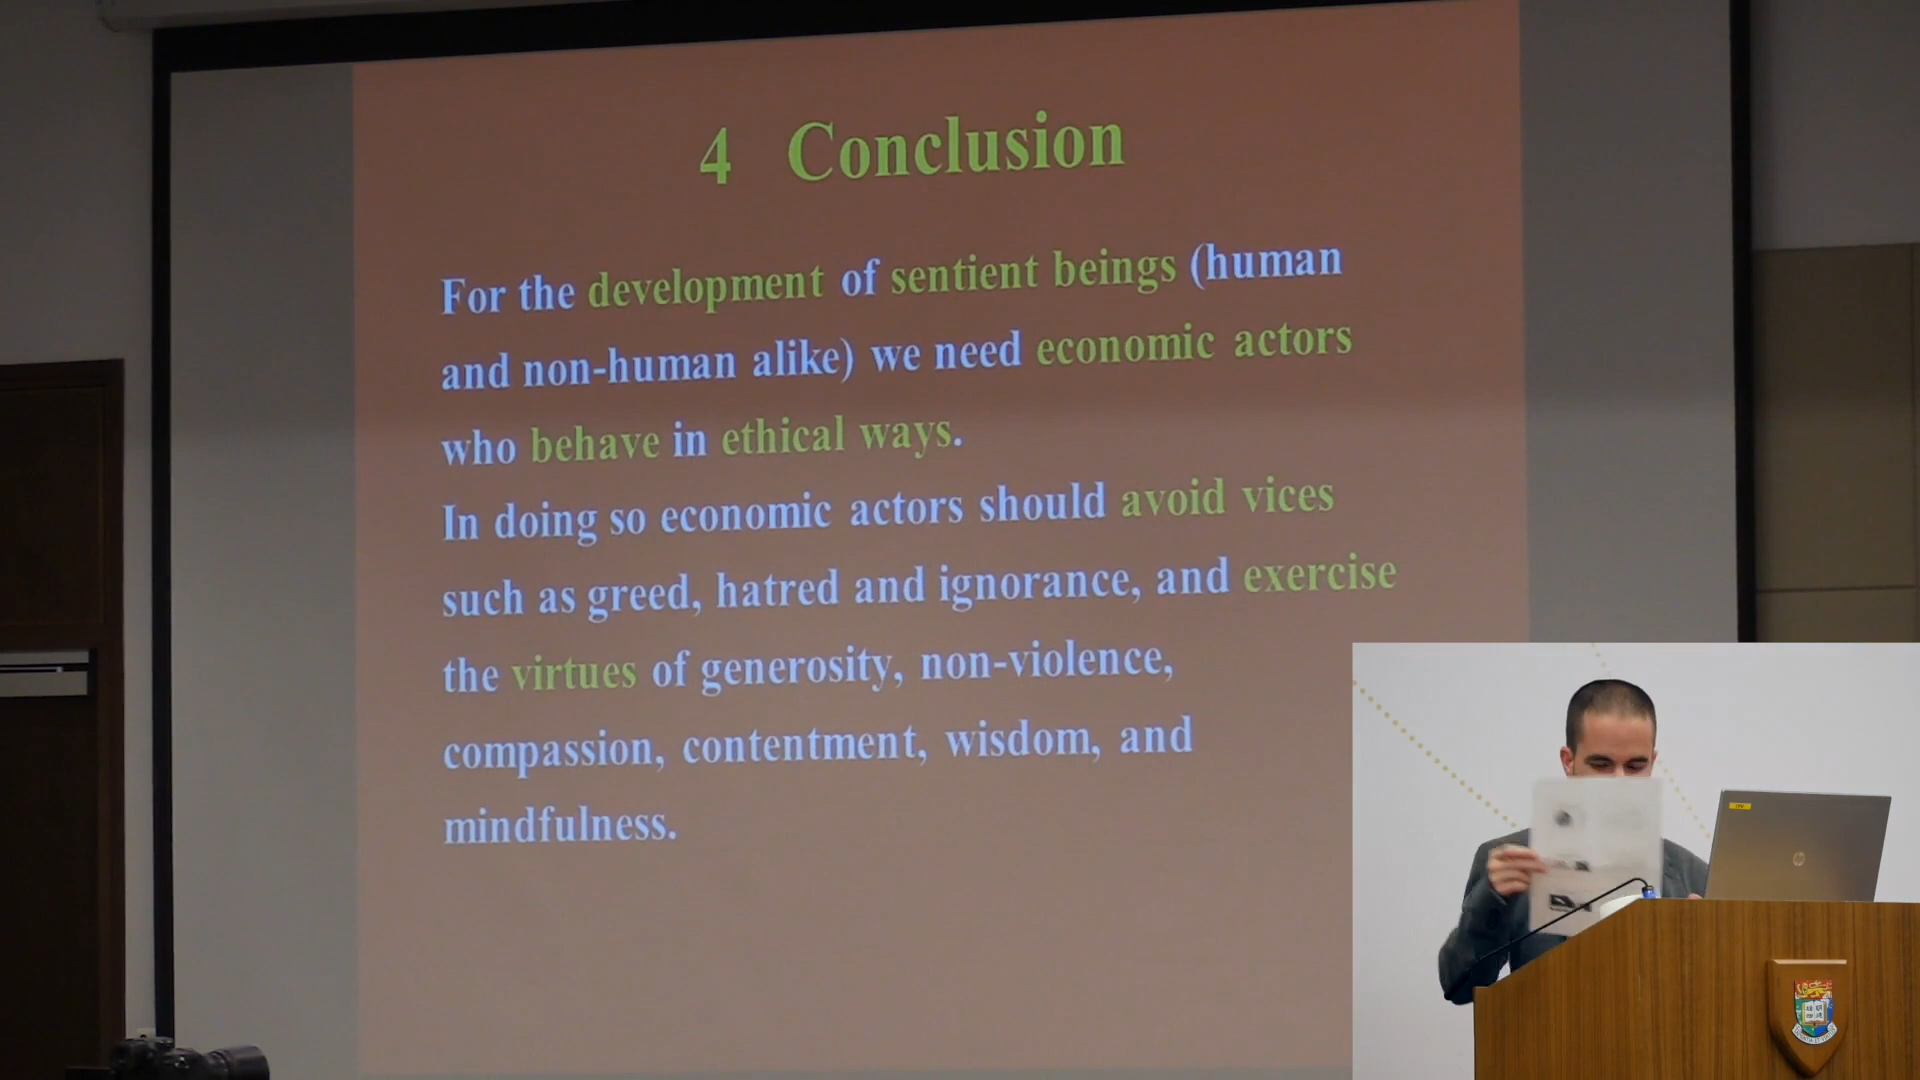 4 Conclusion
For the development of sentient beings (human
and non-human alike) we need economic actors
who behave in ethical ways.
In doing so economic actors should avoid vices
such as greed, hatred and ignorance, and exercise
the virtues of generosity, non-violence,
compassion, contentment, wisdom, and
mindfulness.
hp